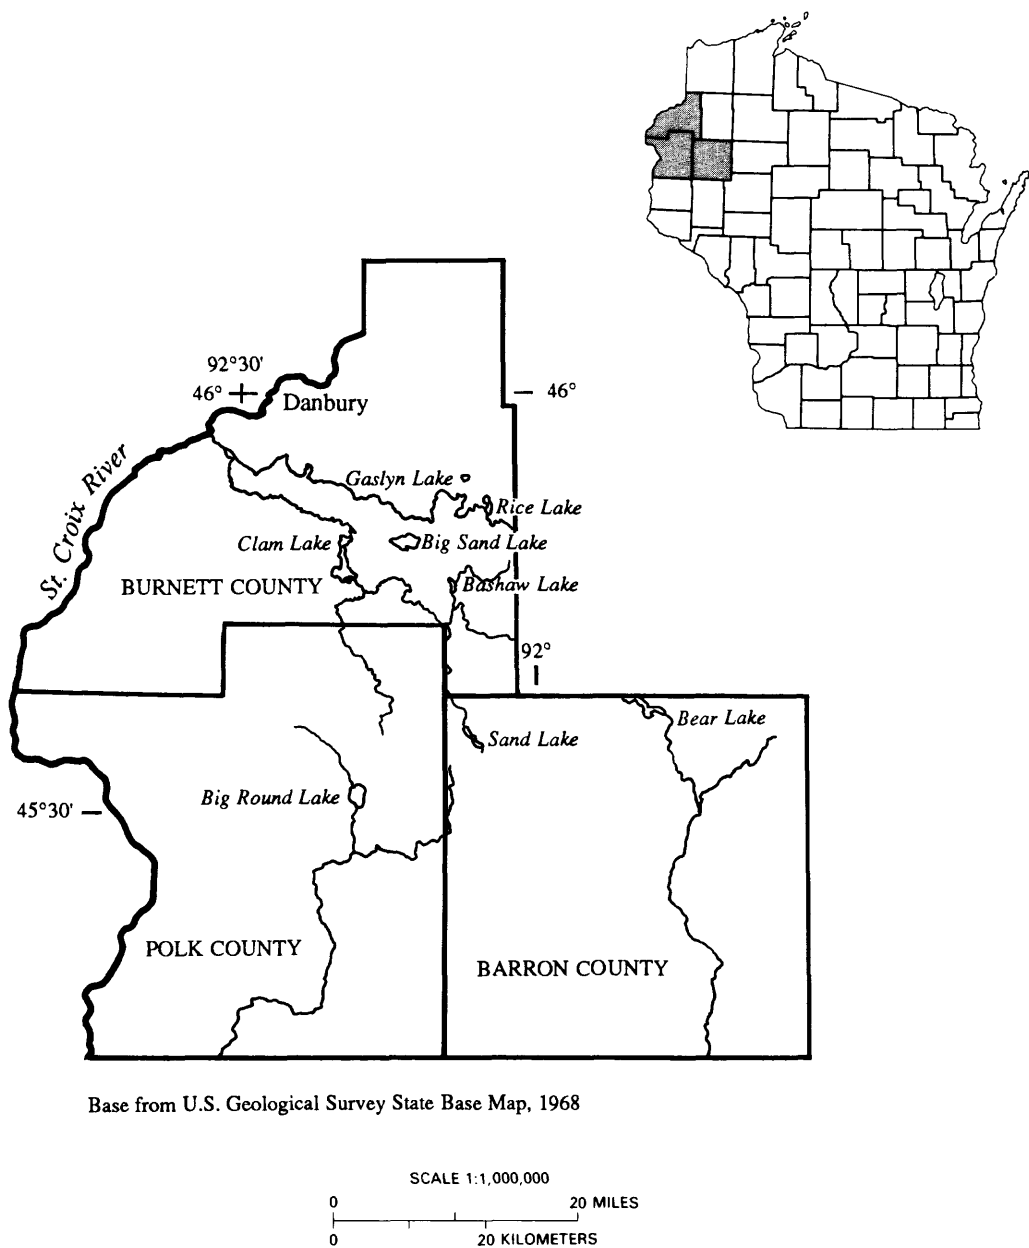 92°30'
46°
46°
Danbury
St. Croix River
Gaslyn Lake
Rice Lake
Clam Lake
Big Sand Lake
BURNETT COUNTY
Bashaw Lake
92°
Bear Lake
Sand Lake
Big Round Lake
45°30'
POLK COUNTY
BARRON COUNTY
Base from U.S. Geological Survey State Base Map, 1968
SCALE 1:1,000,000
0 20 MILES
0 20 KILOMETERS